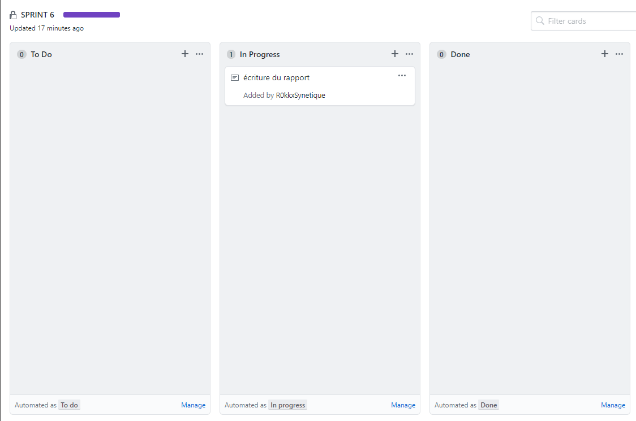 SPRINT 6
Updated 17 minutes ago
Filter cards
0 To Do
1 In Progress
0 Done
écriture du rapport
Added by R0kkxSynetique
Automated as To do Manage
Automated as In progress Manage
Automated as Done Manage